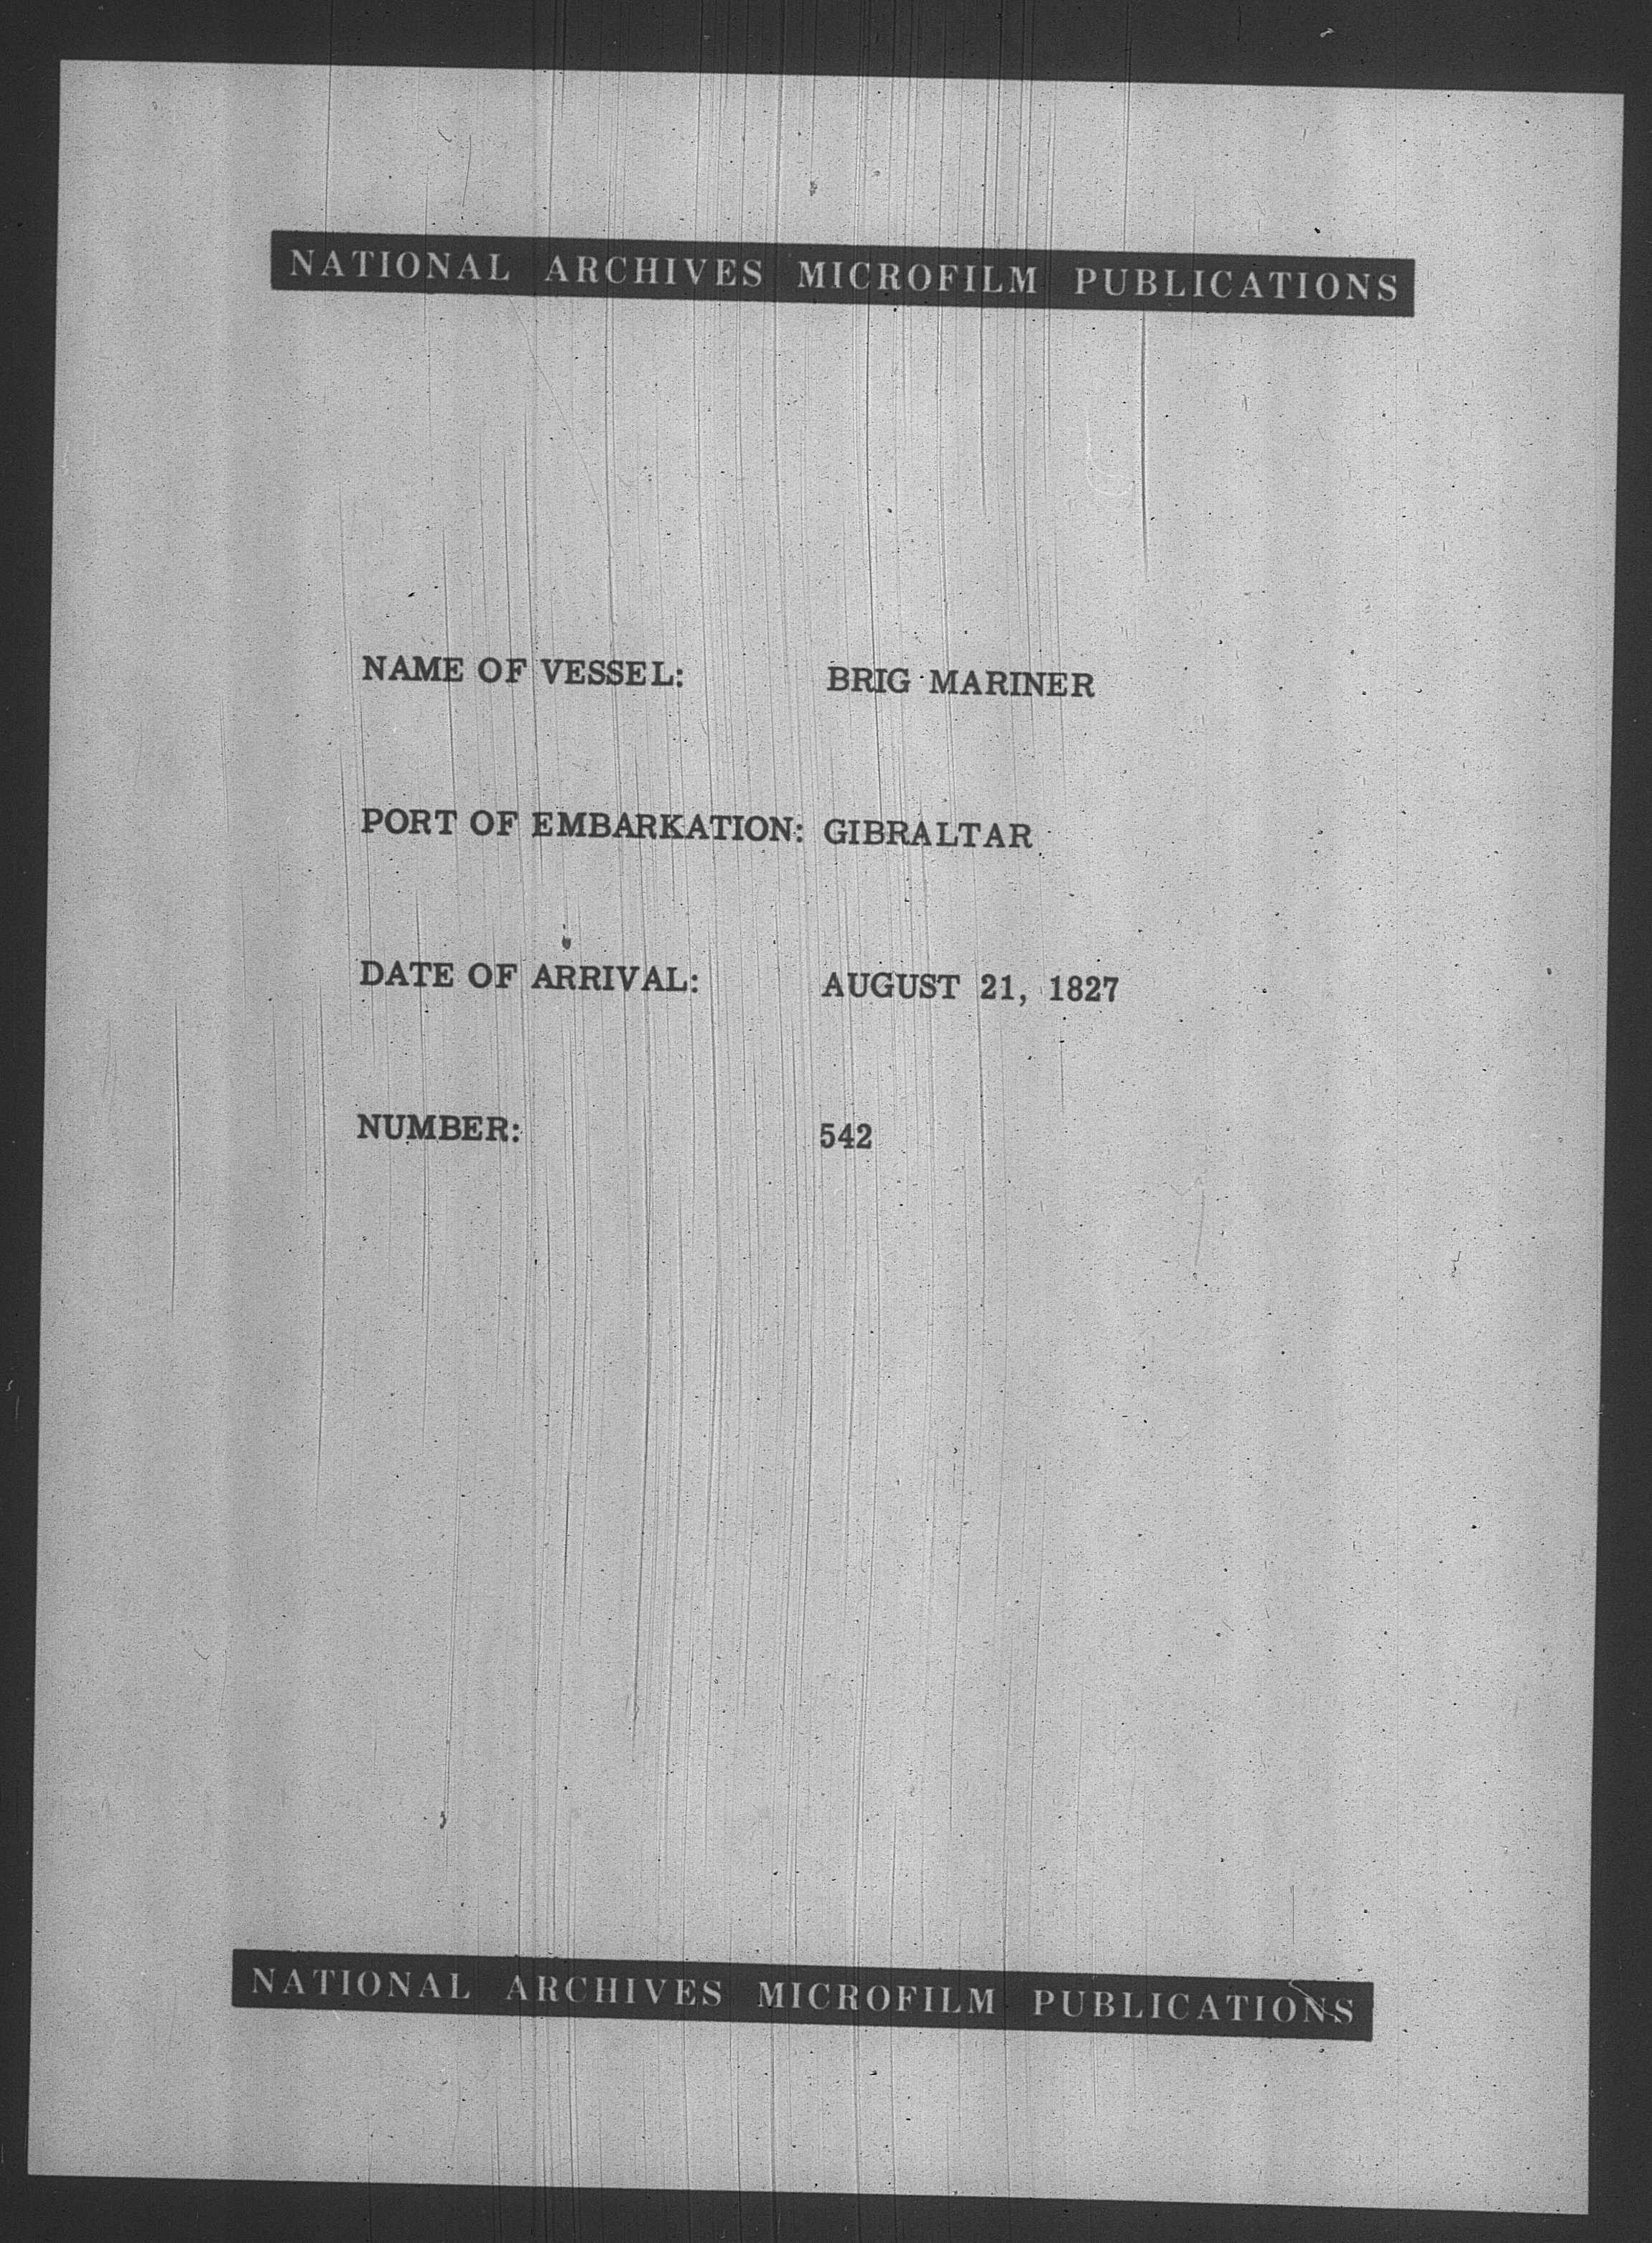 NATIONAL ARCHIVES MICROFILM PUBLICATIONS
NAME OF VESSEL: BRIG MARINER
PORT OF EMBARKATION: GIBRALTAR
DATE OF ARRIVAL: AUGUST 21, 1827
NUMBER: 542
NATIONAL ARCHIVES MICROFILM PUBLICATIONS